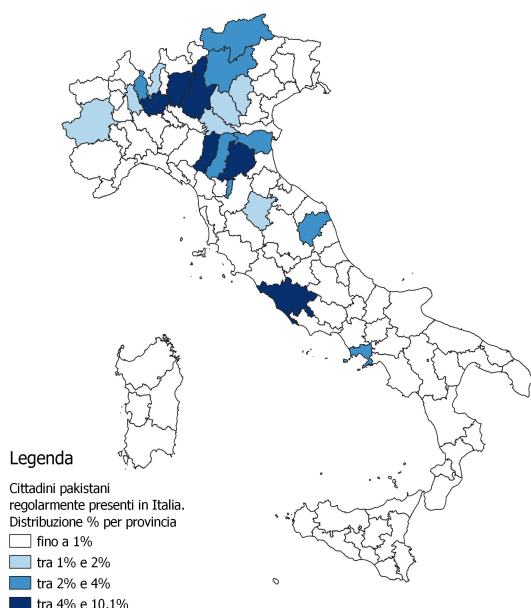 Legenda
Cittadini pakistani
regolarmente presenti in Italia.
Distribuzione % per provincia
fino a 1%
tra 1% e 2%
tra 2% e 4%
tra 4% e 10,1%